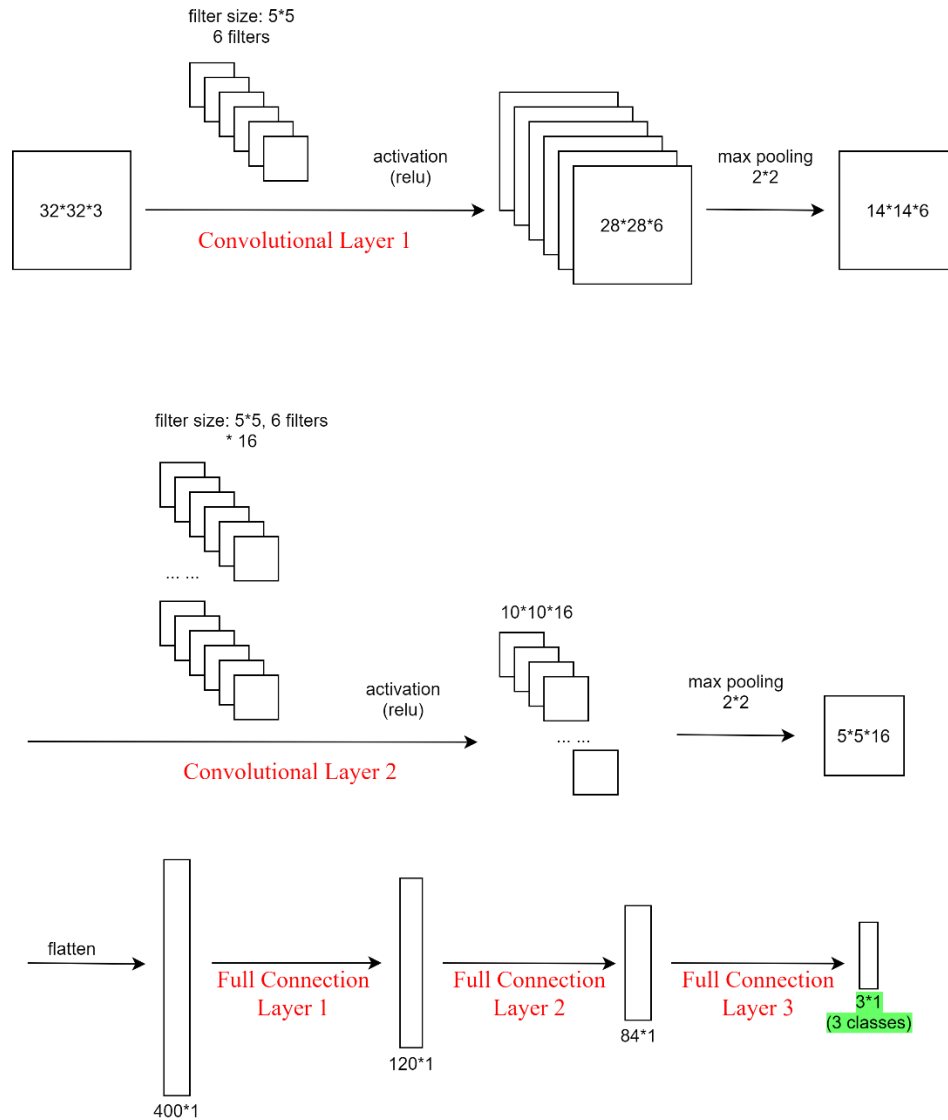 filter size: 5*5
6 filters
activation
(relu)
max pooling
2*2
32*32*3
28*28*6
14*14*6
Convolutional Layer 1
filter size: 5*5, 6 filters
* 16
... ...
10*10*16
activation
(relu)
max pooling
2*2
... ...
5*5*16
Convolutional Layer 2
flatten
Full Connection
Layer 1
Full Connection
Layer 2
Full Connection
Layer 3
3*1
(3 classes)
84*1
120*1
400*1